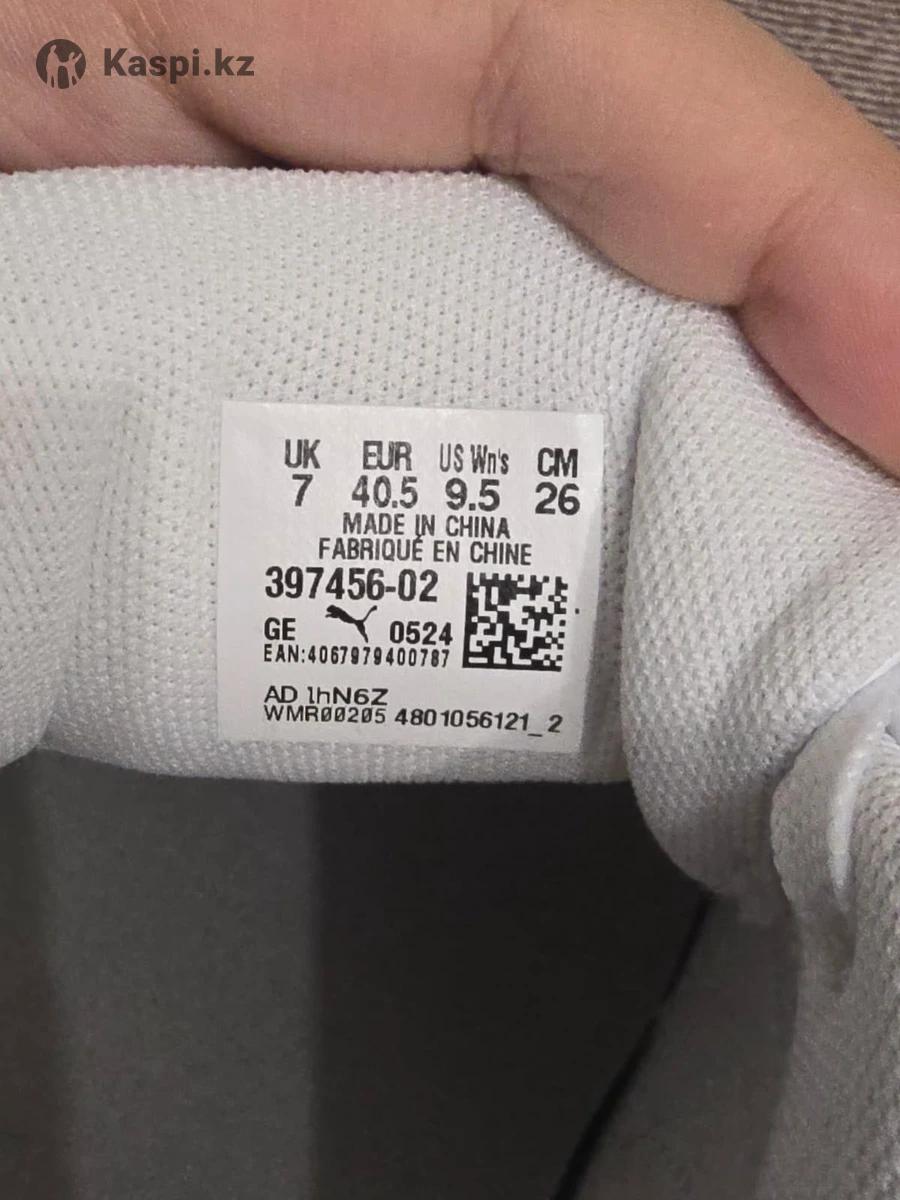 Kaspi.kz
UK EUR US Wn's CM
7 40.5 9.5 26
MADE IN CHINA
FABRIQUÉ EN CHINE
397456-02
GE 0524
EAN:4067979400787
AD 1hN6Z
WMR00205 4801056121_2